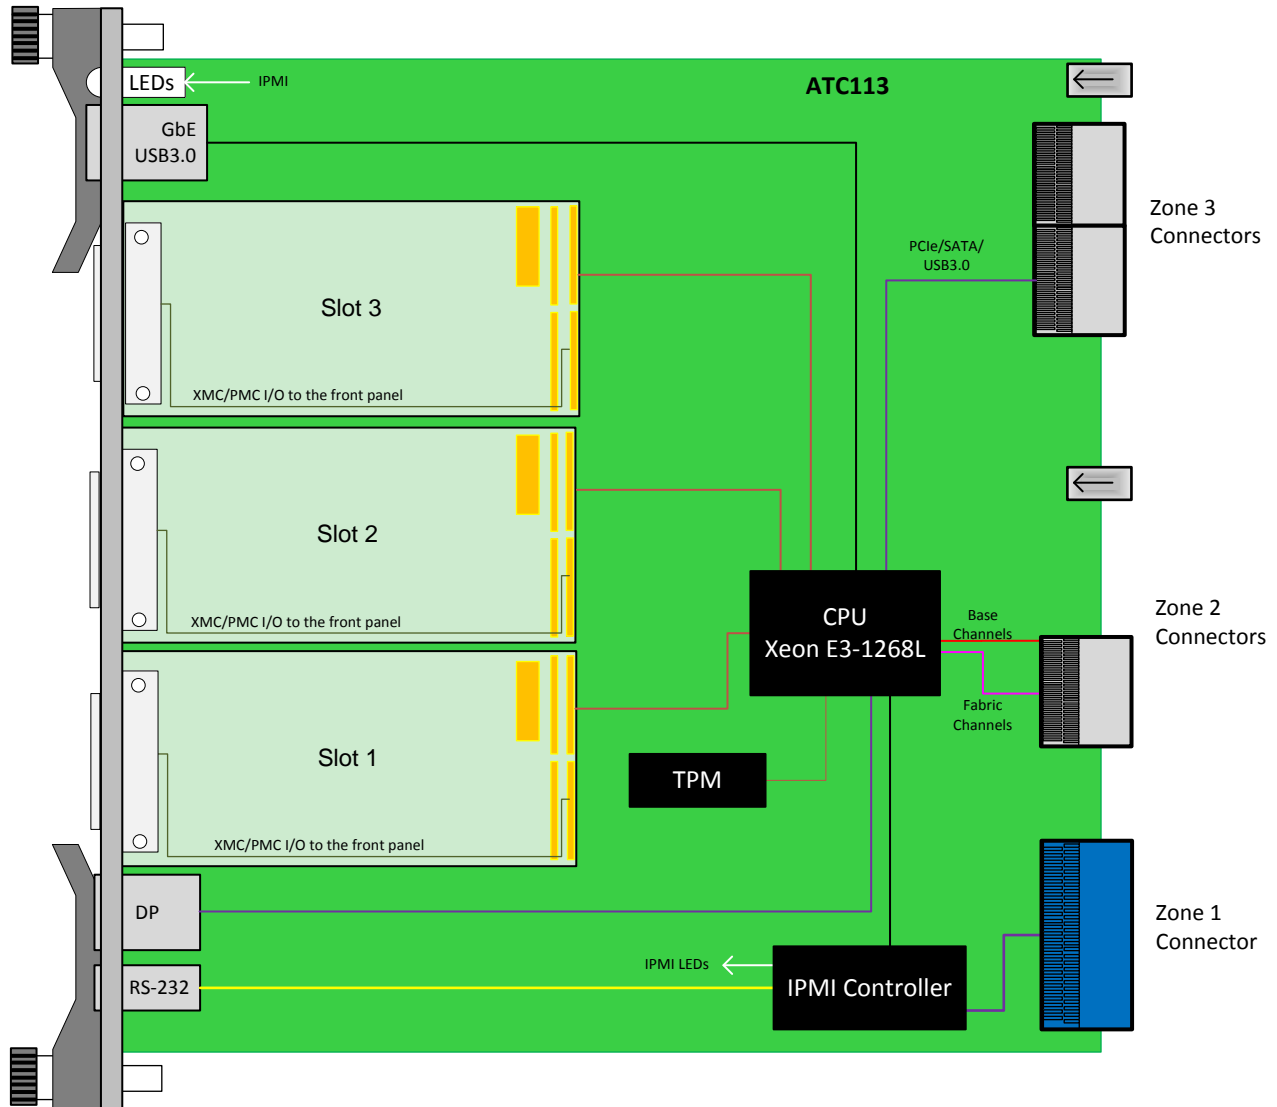 LEDs
IPMI
ATC113
GbE
USB3.0
Zone 3
Connectors
PCIe/SATA/
USB3.0
Slot 3
XMC/PMC I/O to the front panel
Slot 2
XMC/PMC I/O to the front panel
CPU
Xeon E3-1268L
Base
Channels
Zone 2
Connectors
Fabric
Channels
Slot 1
TPM
XMC/PMC I/O to the front panel
DP
Zone 1
Connector
IPMI LEDs
RS-232
IPMI Controller